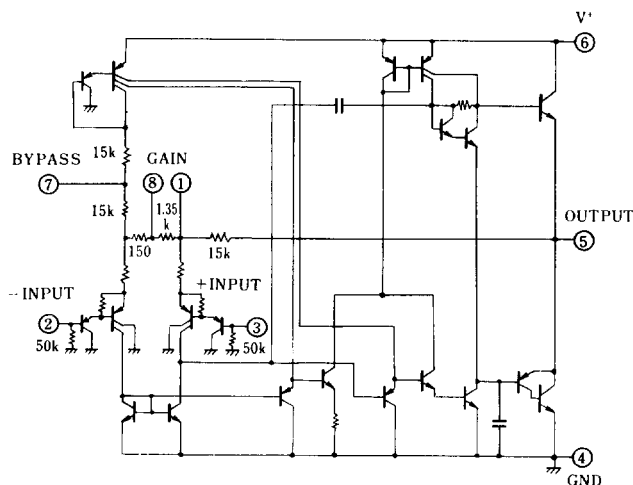 V+
6
15k
BYPASS
GAIN
7
8
1
15k
1.35
k
OUTPUT
150
15k
5
−INPUT
+INPUT
2
3
50k
50k
4
GND